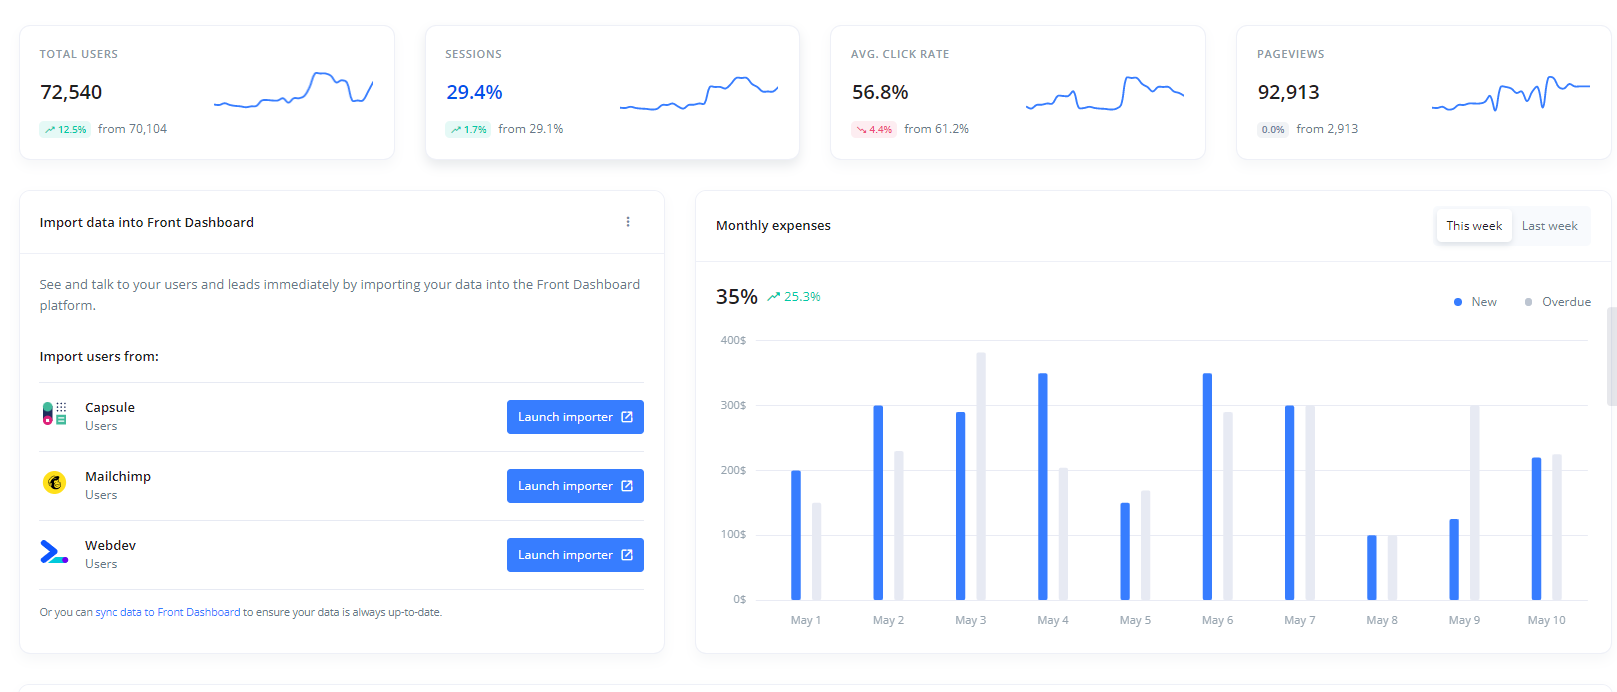 TOTAL USERS
72,540
12.5% from 70,104
SESSIONS
29.4%
1.7% from 29.1%
AVG. CLICK RATE
56.8%
4.4% from 61.2%
PAGEVIEWS
92,913
0.0% from 2,913
Import data into Front Dashboard
See and talk to your users and leads immediately by importing your data into the Front Dashboard
platform.
Import users from:
Capsule
Users
Launch importer
Mailchimp
Users
Launch importer
Webdev
Users
Launch importer
Or you can sync data to Front Dashboard to ensure your data is always up-to-date.
Monthly expenses
This week Last week
35% 25.3%
New Overdue
400$
300$
200$
100$
0$
May 1 May 2 May 3 May 4 May 5 May 6 May 7 May 8 May 9 May 10